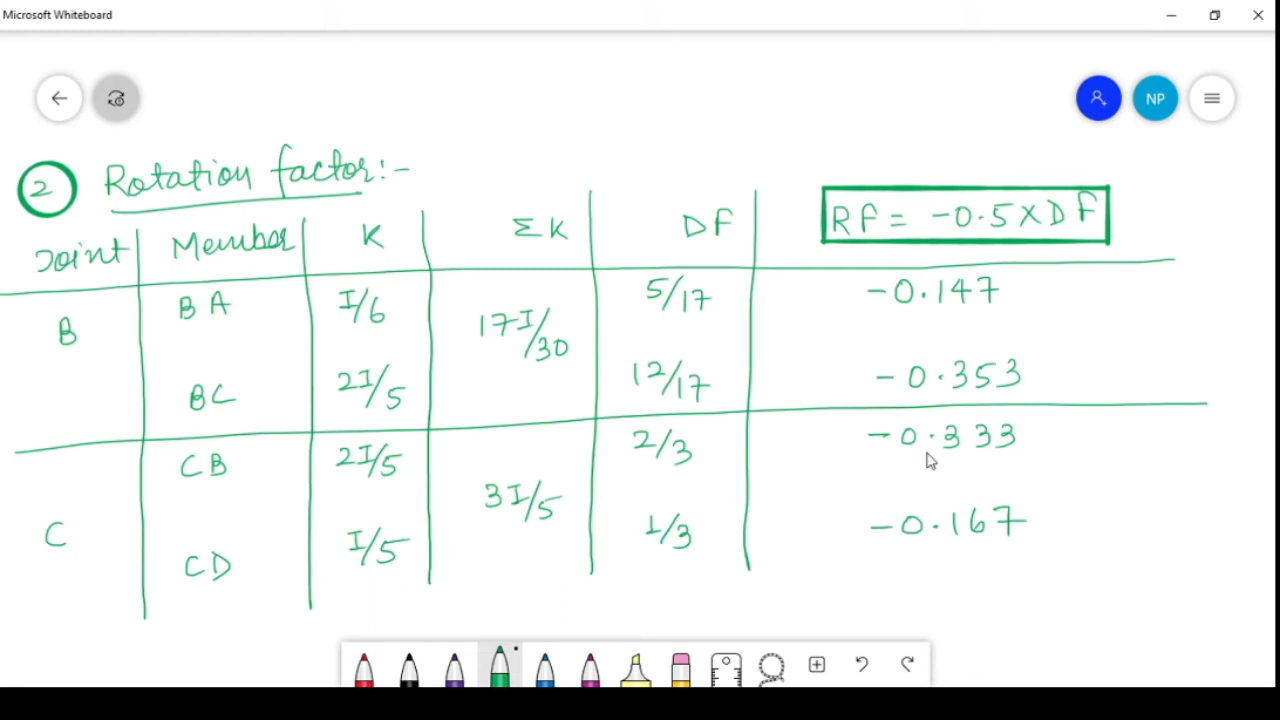 Microsoft Whiteboard
NP
2 Rotation factor:-
Joint Member K ΣK DF RF = -0.5XDF
B BA I/6 17I/30 5/17 -0.147
BC 2I/5 12/17 -0.353
C CB 2I/5 3I/5 2/3 -0.333
CD I/5 1/3 -0.167